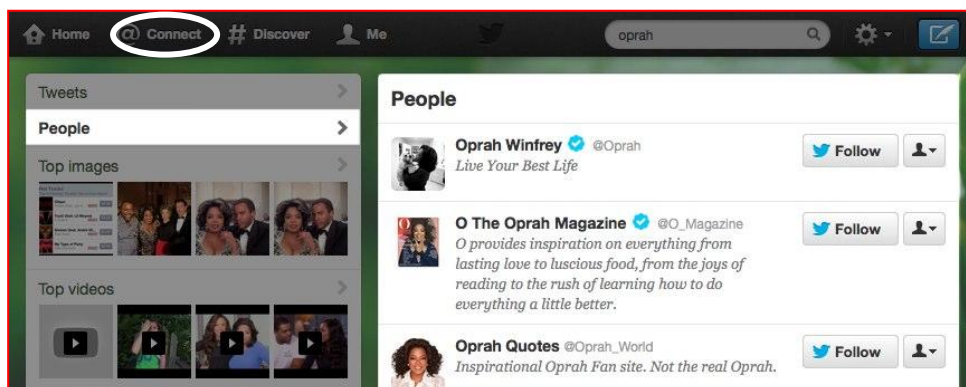 Home @ Connect # Discover Me oprah
Tweets
People
Top images
Top videos
People
Oprah Winfrey @Oprah
Live Your Best Life
Follow
O The Oprah Magazine @O_Magazine
O provides inspiration on everything from
lasting love to luscious food, from the joys of
reading to the rush of learning how to do
everything a little better.
Follow
Oprah Quotes @Oprah_World
Inspirational Oprah Fan site. Not the real Oprah.
Follow